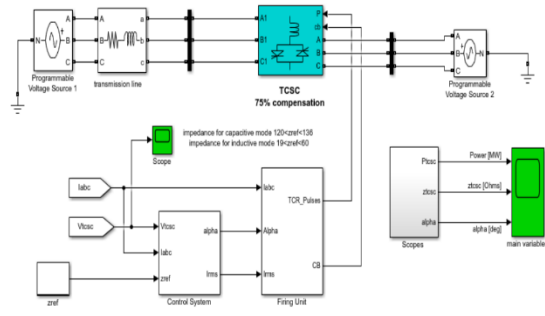 A
A
a
A1
P
cb
A
A
N
B
B
b
B1
B
B
N
C
C
c
C1
C
C
Programmable
Voltage Source 1
transmission line
TCSC
75% compensation
Programmable
Voltage Source 2
impedance for capacitive mode 120<zref<136
impedance for inductive mode 19<zref<60
Scope
Iabc
Vtcsc
zref
Vtcsc
Iabc
zref
alpha
Irms
Control System
Iabc
Alpha
Irms
TCR_Pulses
CB
Firing Unit
Ptcsc
ztcsc
alpha
Scopes
Power [MW]
ztcsc [Ohms]
alpha [deg]
main variable